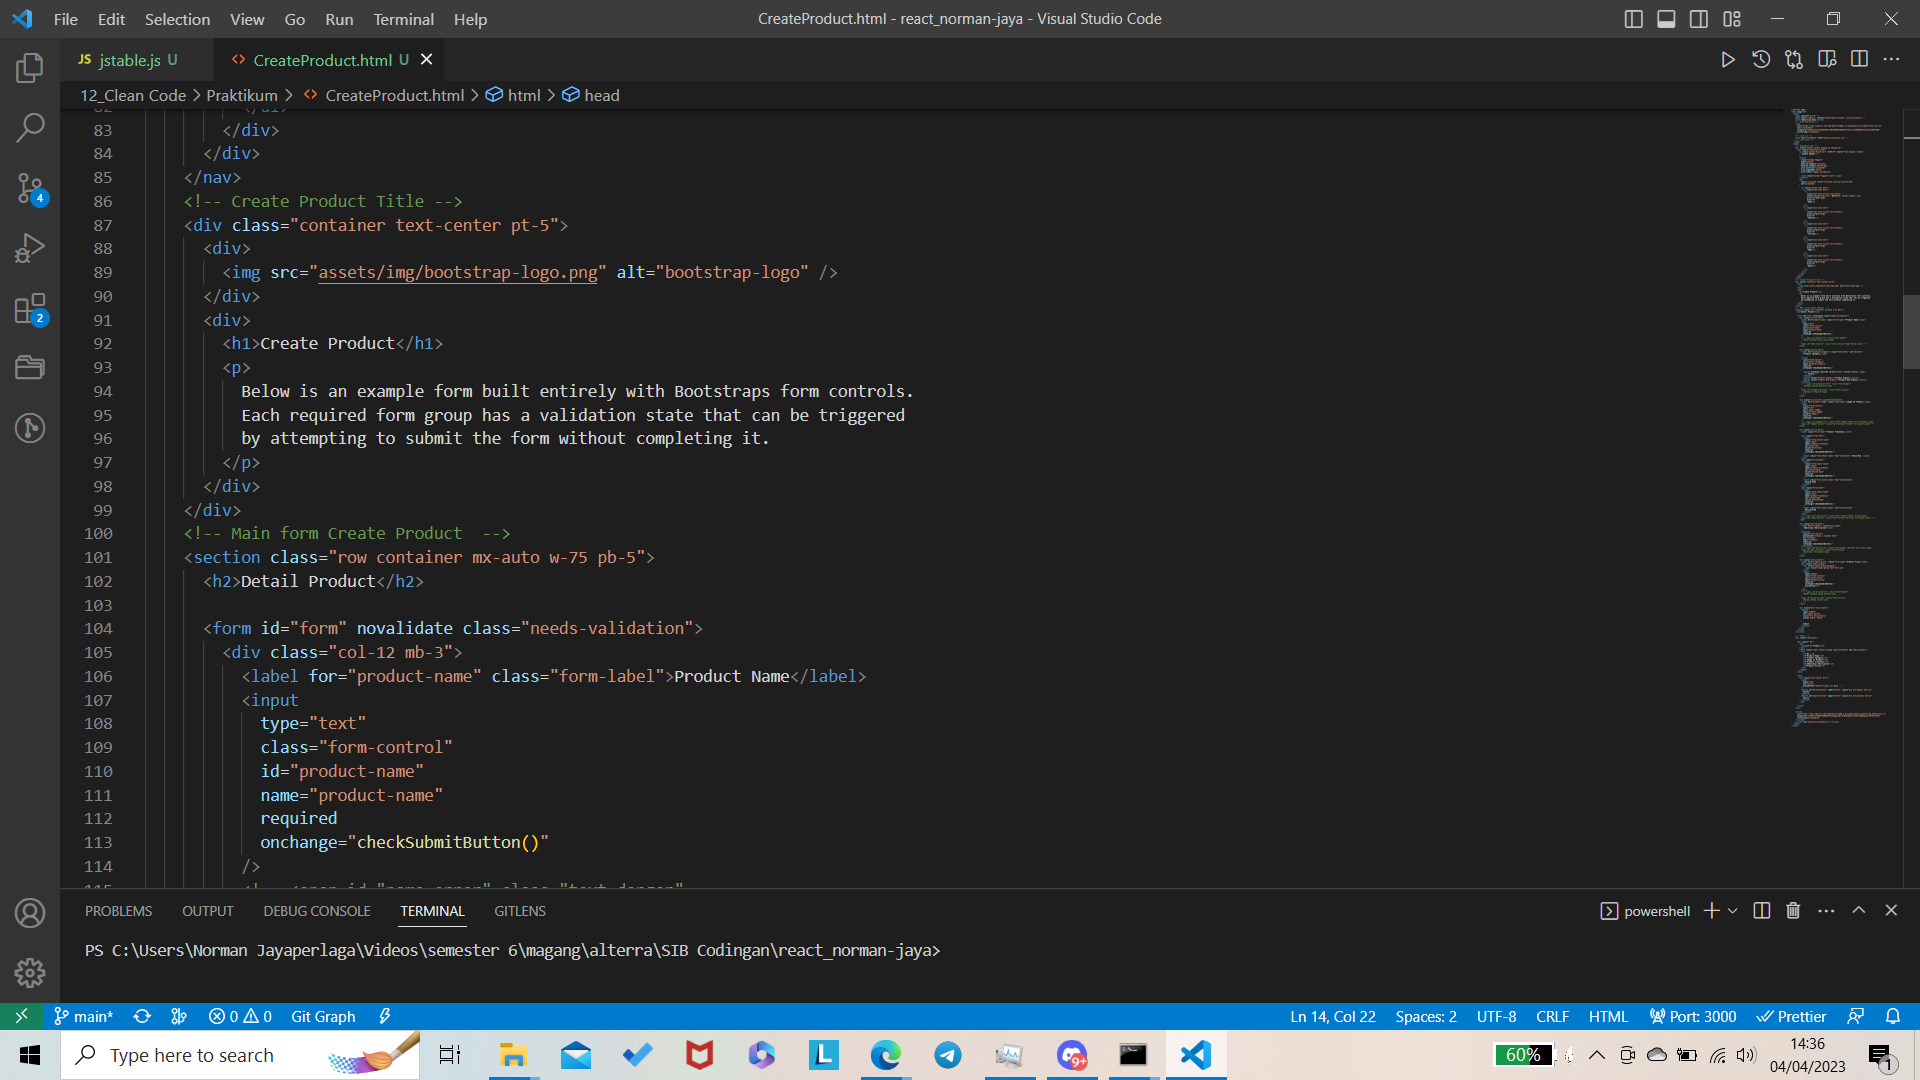 File Edit Selection View Go Run Terminal Help
CreateProduct.html - react_norman-jaya - Visual Studio Code
JS jstable.js U
<> CreateProduct.html U
12_Clean Code > Praktikum > <> CreateProduct.html > html > head
83 </div>
84 </div>
85 </nav>
86 <!-- Create Product Title -->
87 <div class="container text-center pt-5">
88 <div>
89 <img src="assets/img/bootstrap-logo.png" alt="bootstrap-logo" />
90 </div>
91 <div>
92 <h1>Create Product</h1>
93 <p>
94 Below is an example form built entirely with Bootstraps form controls.
95 Each required form group has a validation state that can be triggered
96 by attempting to submit the form without completing it.
97 </p>
98 </div>
99 </div>
100 <!-- Main form Create Product  -->
101 <section class="row container mx-auto w-75 pb-5">
102 <h2>Detail Product</h2>
103
104 <form id="form" novalidate class="needs-validation">
105 <div class="col-12 mb-3">
106 <label for="product-name" class="form-label">Product Name</label>
107 <input
108 type="text"
109 class="form-control"
110 id="product-name"
111 name="product-name"
112 required
113 onchange="checkSubmitButton()"
114 />
4
2
PROBLEMS OUTPUT DEBUG CONSOLE TERMINAL GITLENS
powershell
PS C:\Users\Norman Jayaperlaga\Videos\semester 6\magang\alterra\SIB Codingan\react_norman-jaya>
main* 0 0 Git Graph
Ln 14, Col 22 Spaces: 2 UTF-8 CRLF HTML Port: 3000 Prettier
Type here to search
L
9+
60%
14:36
04/04/2023
1